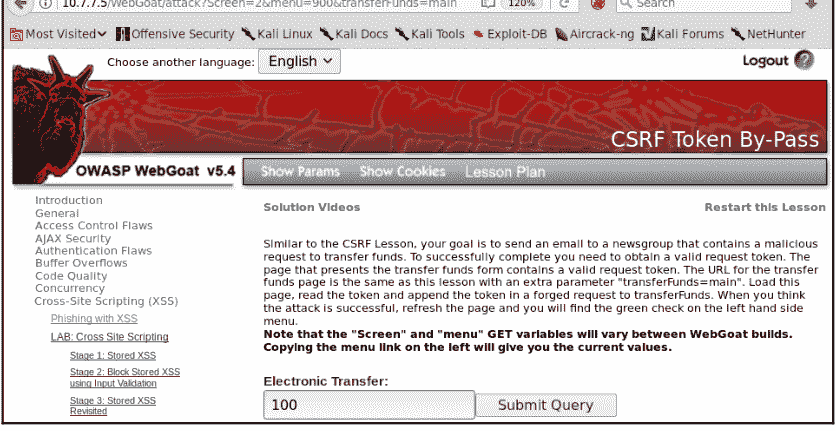 10.7.7.5/WebGoat/attack?Screen=2&menu=900&transferFunds=main 120% Search
Most Visited Offensive Security Kali Linux Kali Docs Kali Tools Exploit-DB Aircrack-ng Kali Forums NetHunter
Choose another language: English Logout
CSRF Token By-Pass
OWASP WebGoat v5.4 Show Params Show Cookies Lesson Plan
Introduction
General
Access Control Flaws
AJAX Security
Authentication Flaws
Buffer Overflows
Code Quality
Concurrency
Cross-Site Scripting (XSS)
Phishing with XSS
LAB: Cross Site Scripting
Stage 1: Stored XSS
Stage 2: Block Stored XSS
using Input Validation
Stage 3: Stored XSS
Revisited
Solution Videos Restart this Lesson
Similar to the CSRF Lesson, your goal is to send an email to a newsgroup that contains a malicious
request to transfer funds. To successfully complete you need to obtain a valid request token. The
page that presents the transfer funds form contains a valid request token. The URL for the transfer
funds page is the same as this lesson with an extra parameter "transferFunds=main". Load this
page, read the token and append the token in a forged request to transferFunds. When you think
the attack is successful, refresh the page and you will find the green check on the left hand side
menu.
Note that the "Screen" and "menu" GET variables will vary between WebGoat builds.
Copying the menu link on the left will give you the current values.
Electronic Transfer:
100 Submit Query